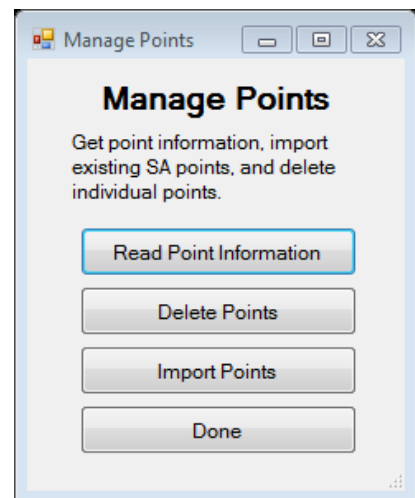 Manage Points
Manage Points
Get point information, import
existing SA points, and delete
individual points.
Read Point Information
Delete Points
Import Points
Done